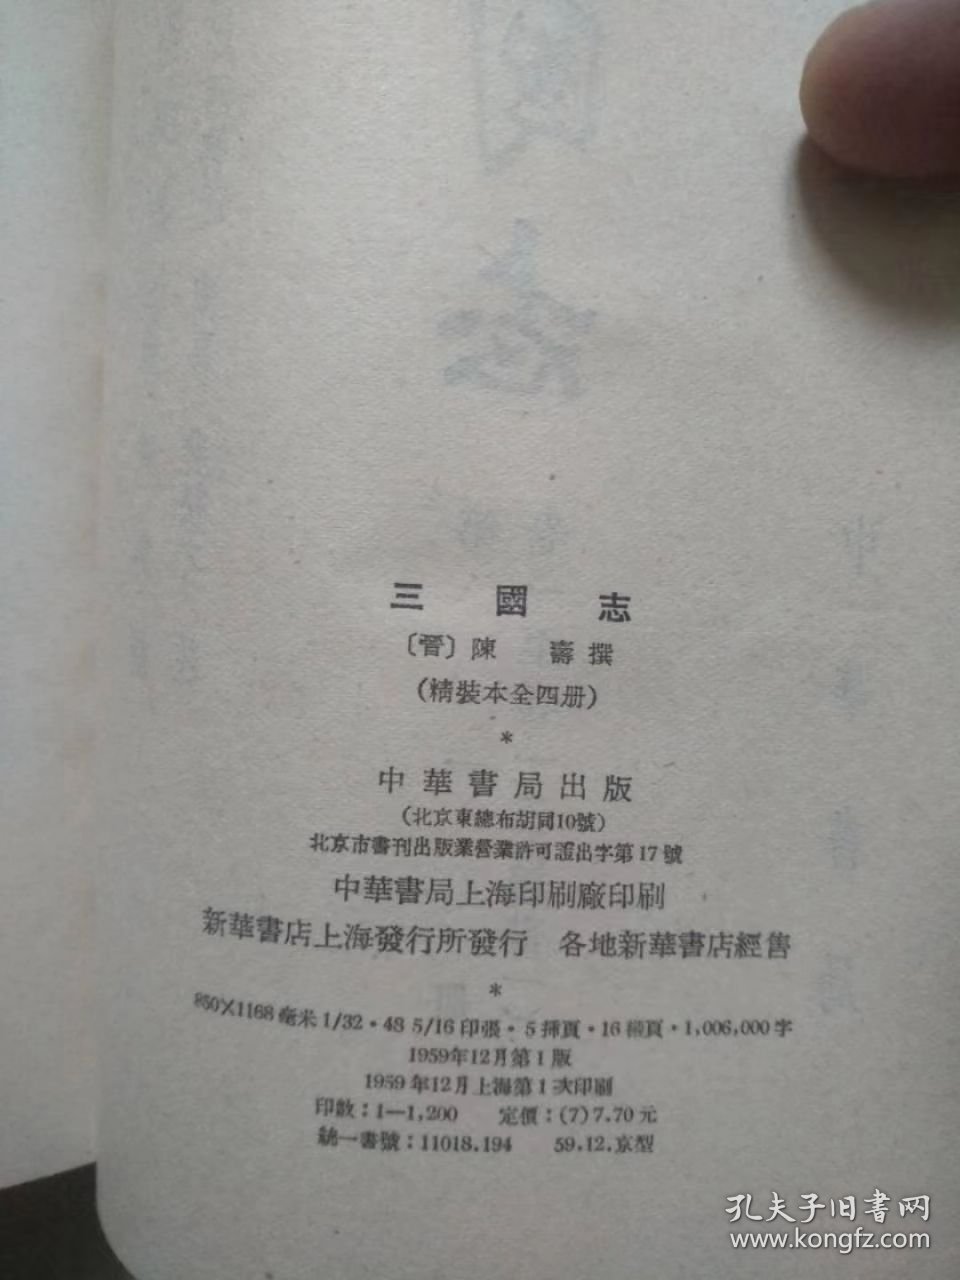 三國志
〔晉〕陳壽撰
(精裝本全四册)
*
中華書局出版
(北京東總布胡同10號)
北京市書刊出版業營業許可證出字第17號
中華書局上海印刷廠印刷
新華書店上海發行所發行 各地新華書店經售
*
850×1168毫米1/32·48 5/16印張·5揷頁·16襯頁·1,006,000字
1959年12月第1版
1959年12月上海第1次印刷
印數：1—1,200 定價：(7)7.70元
統一書號：11018.194 59.12.京型
孔夫子旧書网
www.kongfz.com